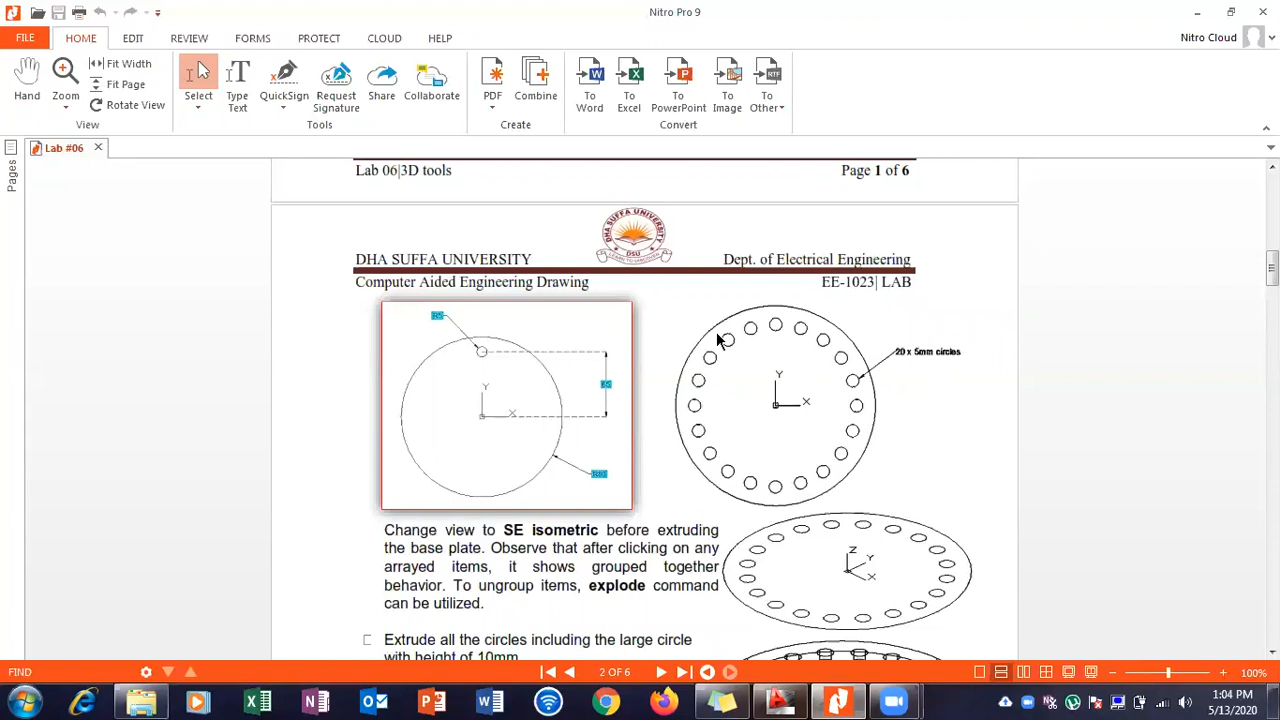 Nitro Pro 9
FILE HOME EDIT REVIEW FORMS PROTECT CLOUD HELP Nitro Cloud
Hand Zoom Fit Width Fit Page Rotate View Select Type Text QuickSign Request Signature Share Collaborate PDF Combine To Word To Excel To PowerPoint To Image To Other
View Tools Create Convert
Lab #06
Pages
Lab 06|3D tools Page 1 of 6
DHA SUFFA UNIVERSITY Dept. of Electrical Engineering
DSU
Computer Aided Engineering Drawing EE-1023| LAB
R5
Y
X
Y
X
20 x 5mm circles
Change view to SE isometric before extruding
the base plate. Observe that after clicking on any
arrayed items, it shows grouped together
behavior. To ungroup items, explode command
can be utilized.
Z
Y
X
Extrude all the circles including the large circle
with height of 10mm
FIND 2 OF 6 100%
1:04 PM
5/13/2020